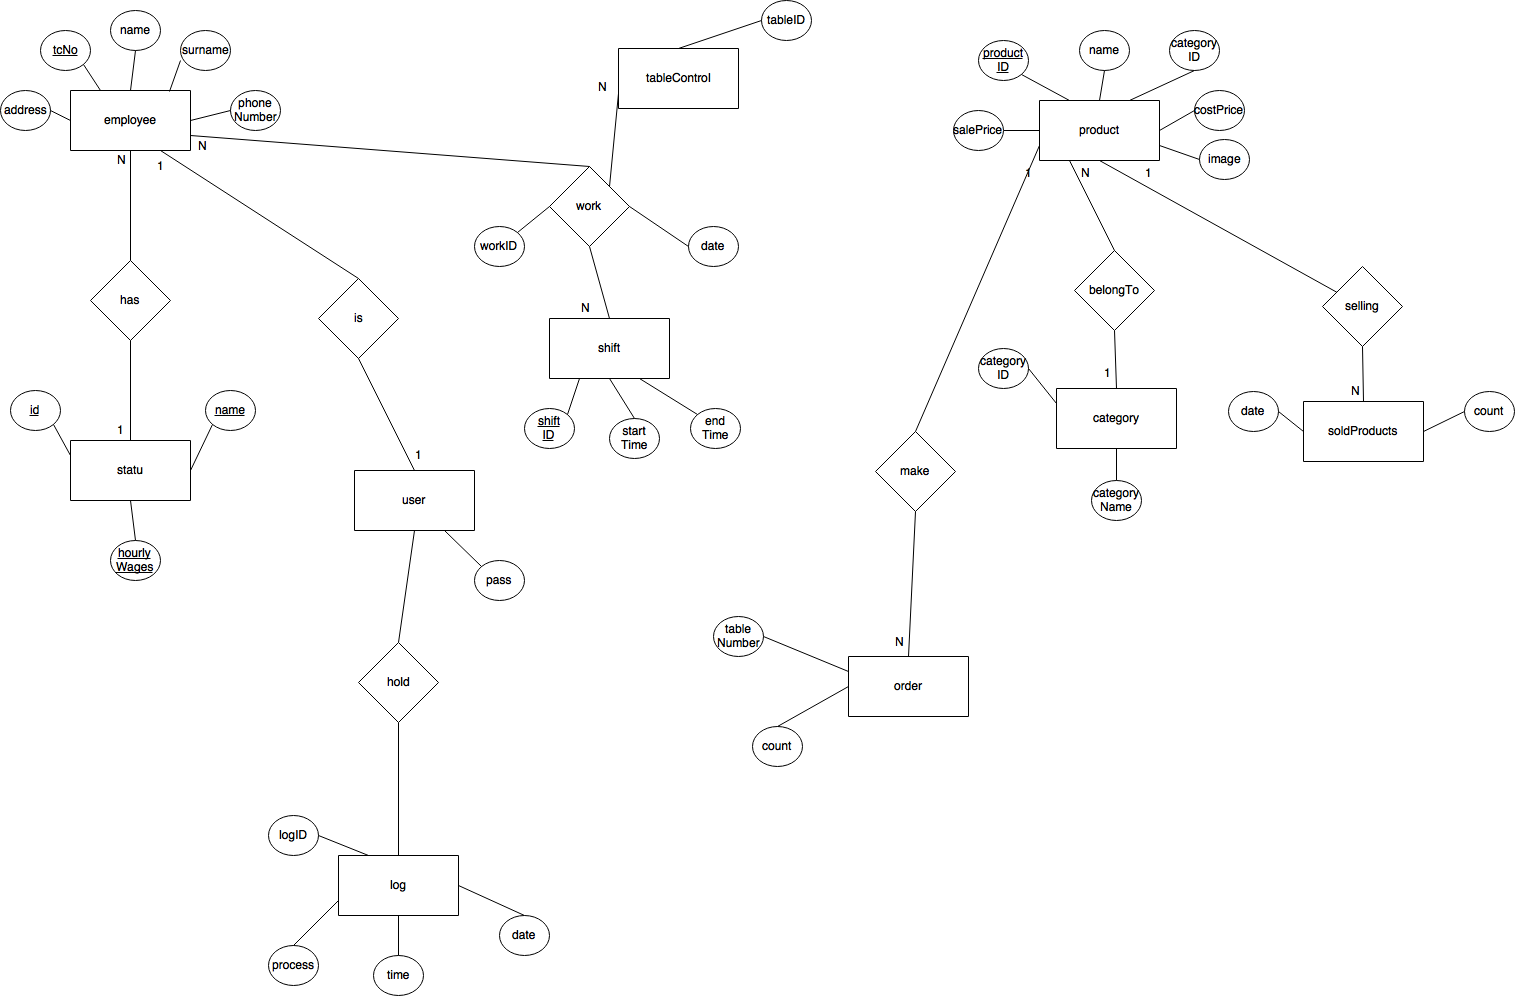 tableID
name
tcNo
surname
product
ID
name
category
ID
tableControl
N
address
employee
phone
Number
salePrice
product
costPrice
image
N
1
N
1
N
1
work
workID
date
has
is
belongTo
selling
N
shift
category
ID
1
N
id
name
1
shift
ID
start
Time
end
Time
category
date
soldProducts
count
1
statu
make
user
category
Name
hourly
Wages
pass
table
Number
N
hold
order
count
logID
log
process
time
date